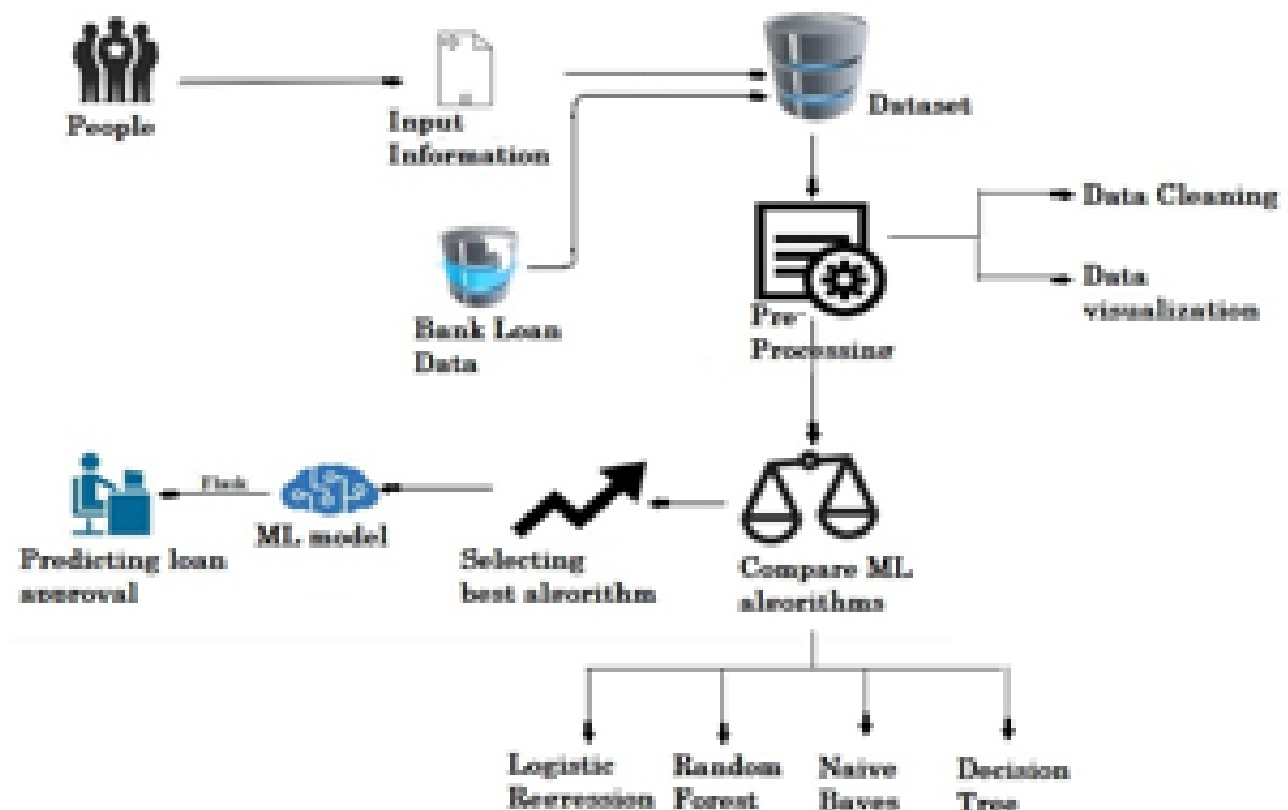 People
Input
Information
Dataset
Bank Loan
Data
Pre-
Processing
Data Cleaning
Data
visualization
Predicting loan
approval
Flask
ML model
Selecting
best algorithm
Compare ML
algorithms
Logistic
Regression
Random
Forest
Naive
Bayes
Decision
Tree